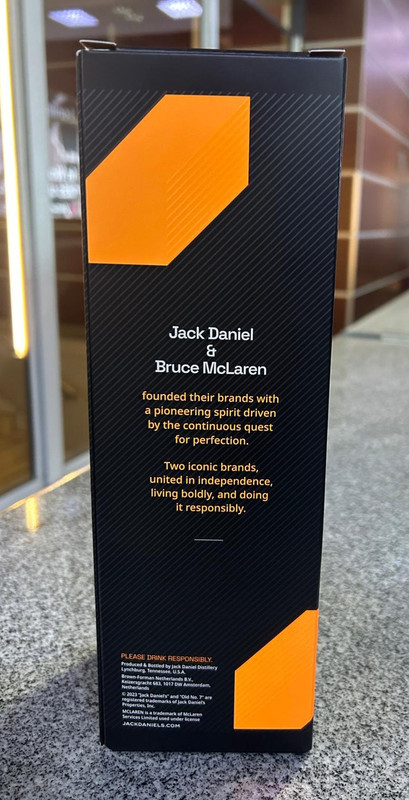 Jack Daniel
&
Bruce McLaren
founded their brands with
a pioneering spirit driven
by the continuous quest
for perfection.
Two iconic brands,
united in independence,
living boldly, and doing
it responsibly.
PLEASE DRINK RESPONSIBLY.
Produced & Bottled by Jack Daniel Distillery
Lynchburg, Tennessee, U.S.A.
Brown-Forman Netherlands B.V.,
Keizersgracht 683, 1017 DW Amsterdam,
Netherlands
© 2023 "Jack Daniel's" and "Old No. 7" are
registered trademarks of Jack Daniel's
Properties, Inc.
MCLAREN is a trademark of McLaren
Services Limited used under license
JACKDANIELS.COM